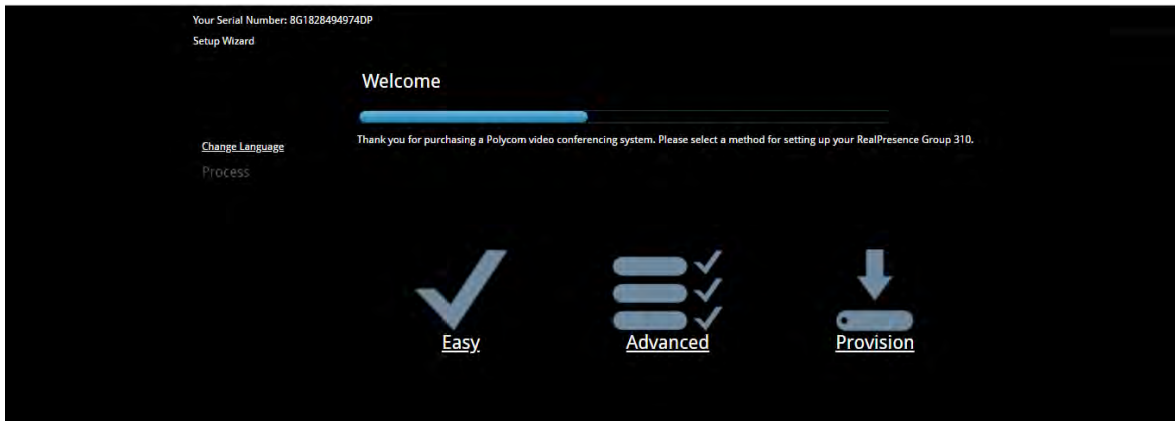 Your Serial Number: 8G1828494974DP
Setup Wizard
Welcome
Thank you for purchasing a Polycom video conferencing system. Please select a method for setting up your RealPresence Group 310.
Change Language
Process
Easy
Advanced
Provision